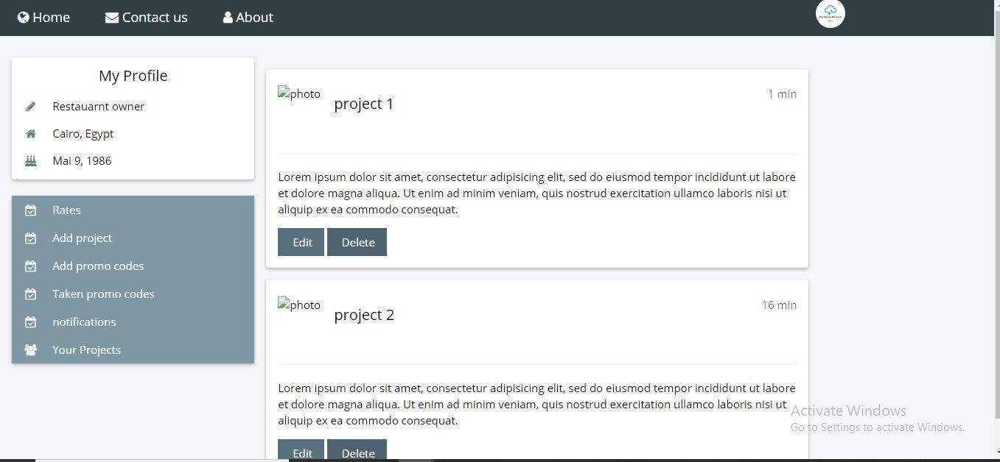 Home
Contact us
About
My Profile
Restauarnt owner
Cairo, Egypt
Mai 9, 1986
Rates
Add project
Add promo codes
Taken promo codes
notifications
Your Projects
photo
project 1
1 min
Lorem ipsum dolor sit amet, consectetur adipisicing elit, sed do eiusmod tempor incididunt ut labore
et dolore magna aliqua. Ut enim ad minim veniam, quis nostrud exercitation ullamco laboris nisi ut
aliquip ex ea commodo consequat.
Edit
Delete
photo
project 2
16 min
Lorem ipsum dolor sit amet, consectetur adipisicing elit, sed do eiusmod tempor incididunt ut labore
et dolore magna aliqua. Ut enim ad minim veniam, quis nostrud exercitation ullamco laboris nisi ut
aliquip ex ea commodo consequat.
Edit
Delete
Activate Windows
Go to Settings to activate Windows.